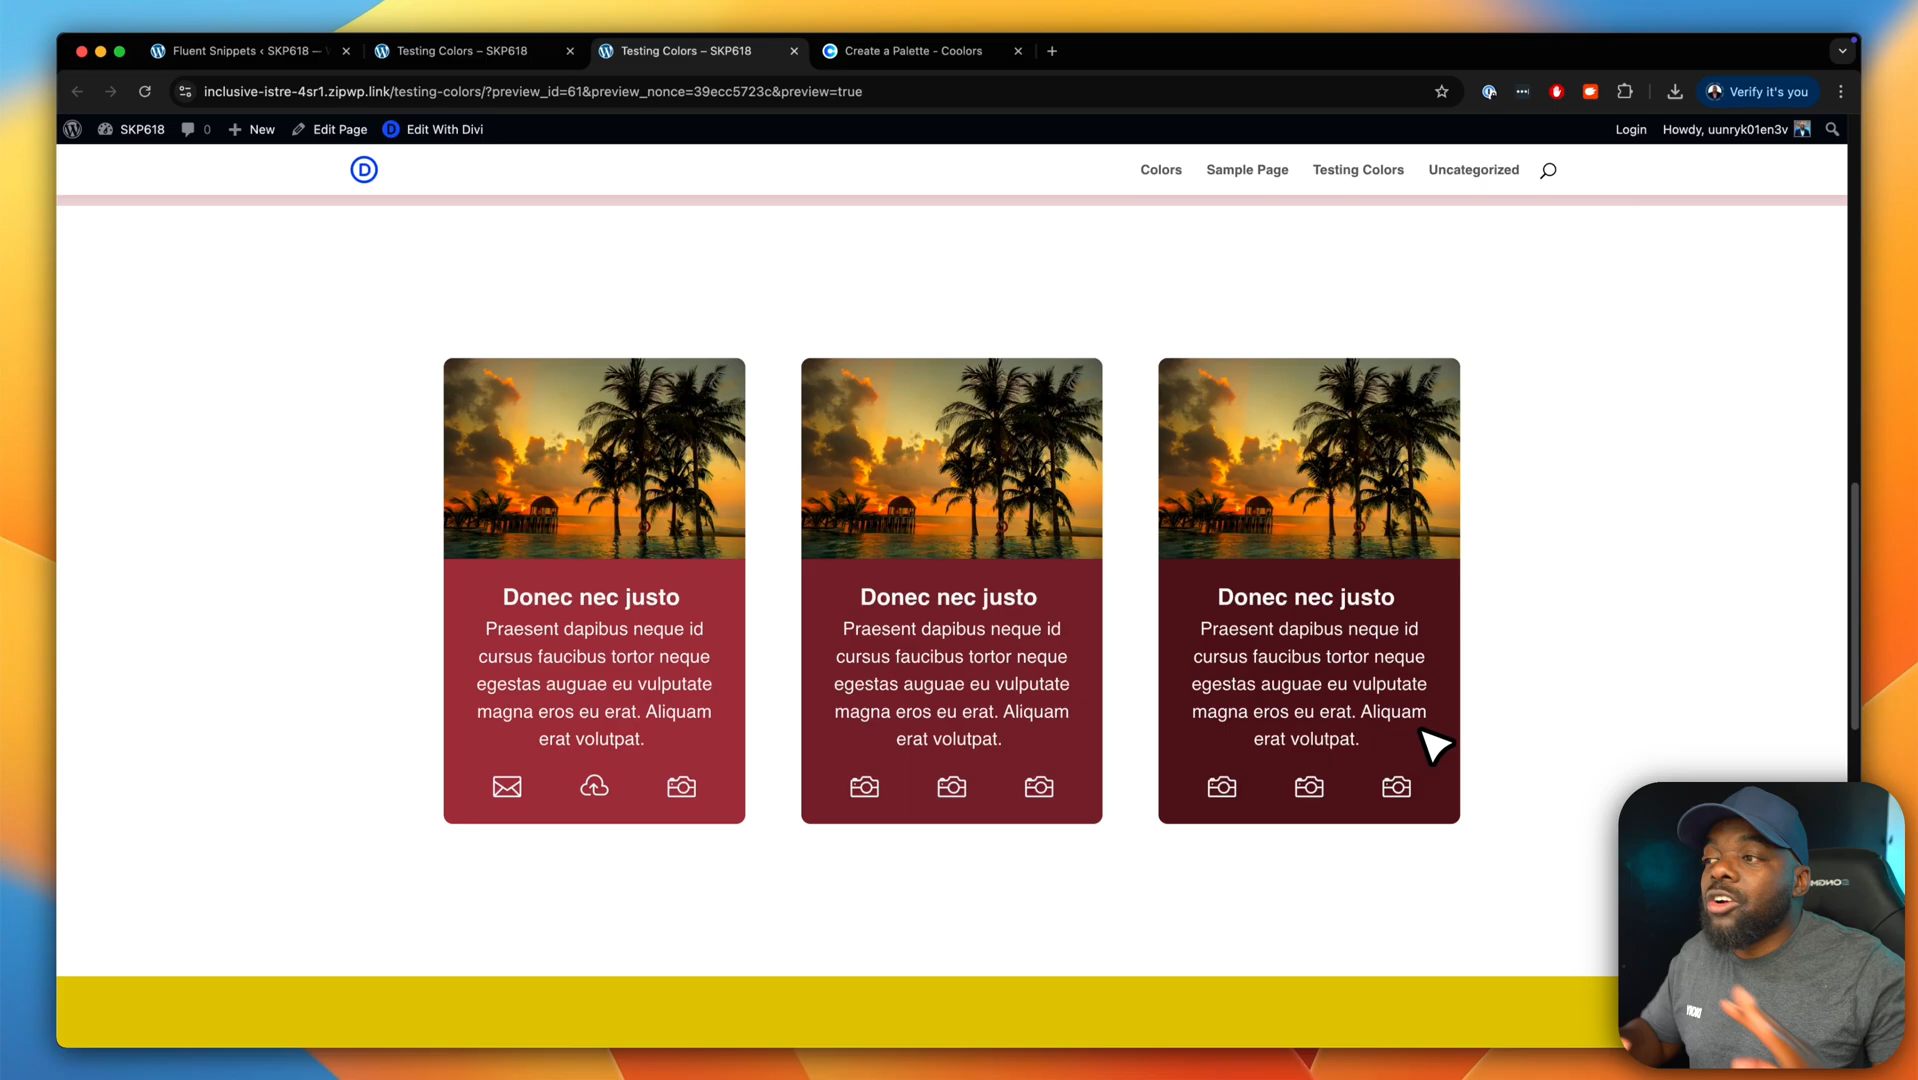 Fluent Snippets ‹ SKP618 —
Testing Colors – SKP618
Testing Colors – SKP618
Create a Palette - Coolors
inclusive-istre-4sr1.zipwp.link/testing-colors/?preview_id=61&preview_nonce=39ecc5723c&preview=true
Verify it's you
SKP618
0
New
Edit Page
D
Edit With Divi
Login
Howdy, uunryk01en3v
D
Colors
Sample Page
Testing Colors
Uncategorized
Donec nec justo
Praesent dapibus neque id
cursus faucibus tortor neque
egestas auguae eu vulputate
magna eros eu erat. Aliquam
erat volutpat.
Donec nec justo
Praesent dapibus neque id
cursus faucibus tortor neque
egestas auguae eu vulputate
magna eros eu erat. Aliquam
erat volutpat.
Donec nec justo
Praesent dapibus neque id
cursus faucibus tortor neque
egestas auguae eu vulputate
magna eros eu erat. Aliquam
erat volutpat.